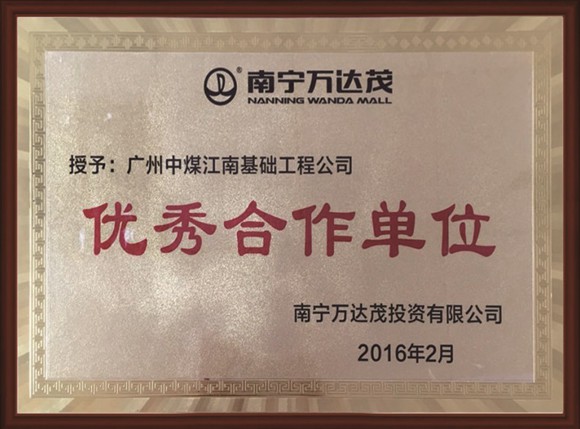 ® 南宁万达茂
NANNING WANDA MALL
授予：广州中煤江南基础工程公司
优秀合作单位
南宁万达茂投资有限公司
2016年2月